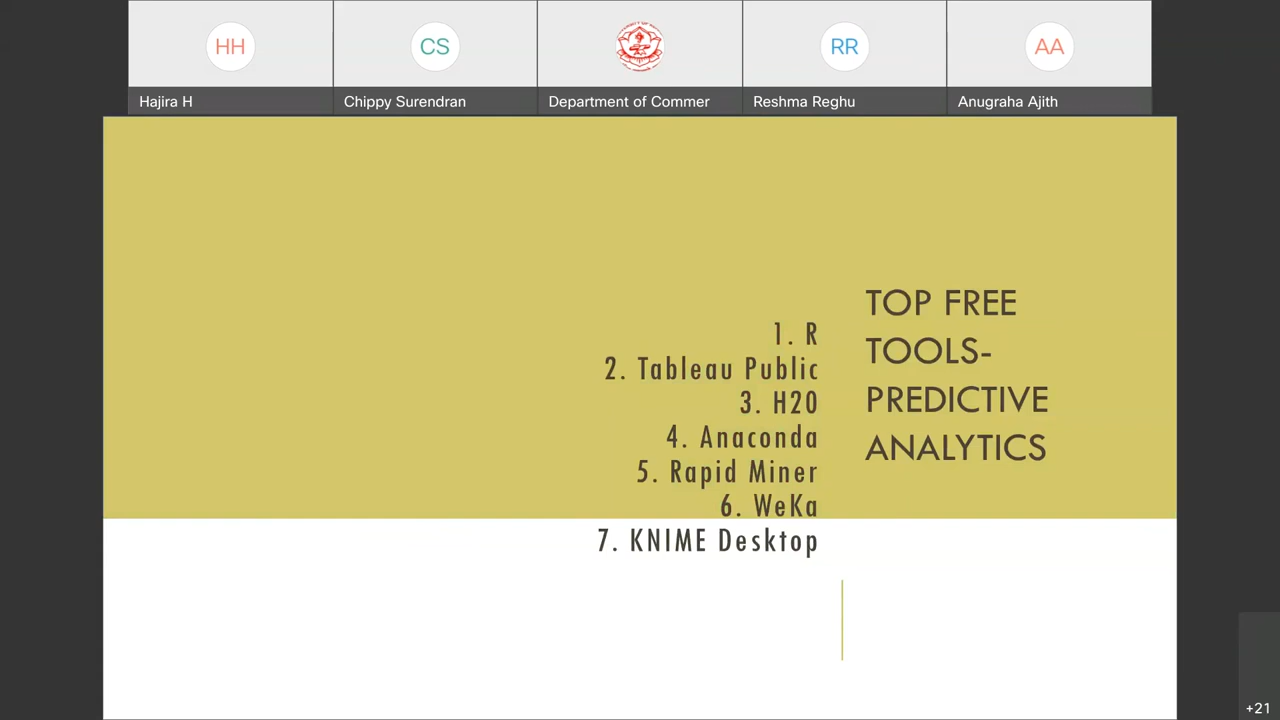 HH
CS
RR
AA
Hajira H
Chippy Surendran
Department of Commer
Reshma Reghu
Anugraha Ajith
TOP FREE
TOOLS-
PREDICTIVE
ANALYTICS
1. R
2. Tableau Public
3. H20
4. Anaconda
5. Rapid Miner
6. WeKa
7. KNIME Desktop
+21